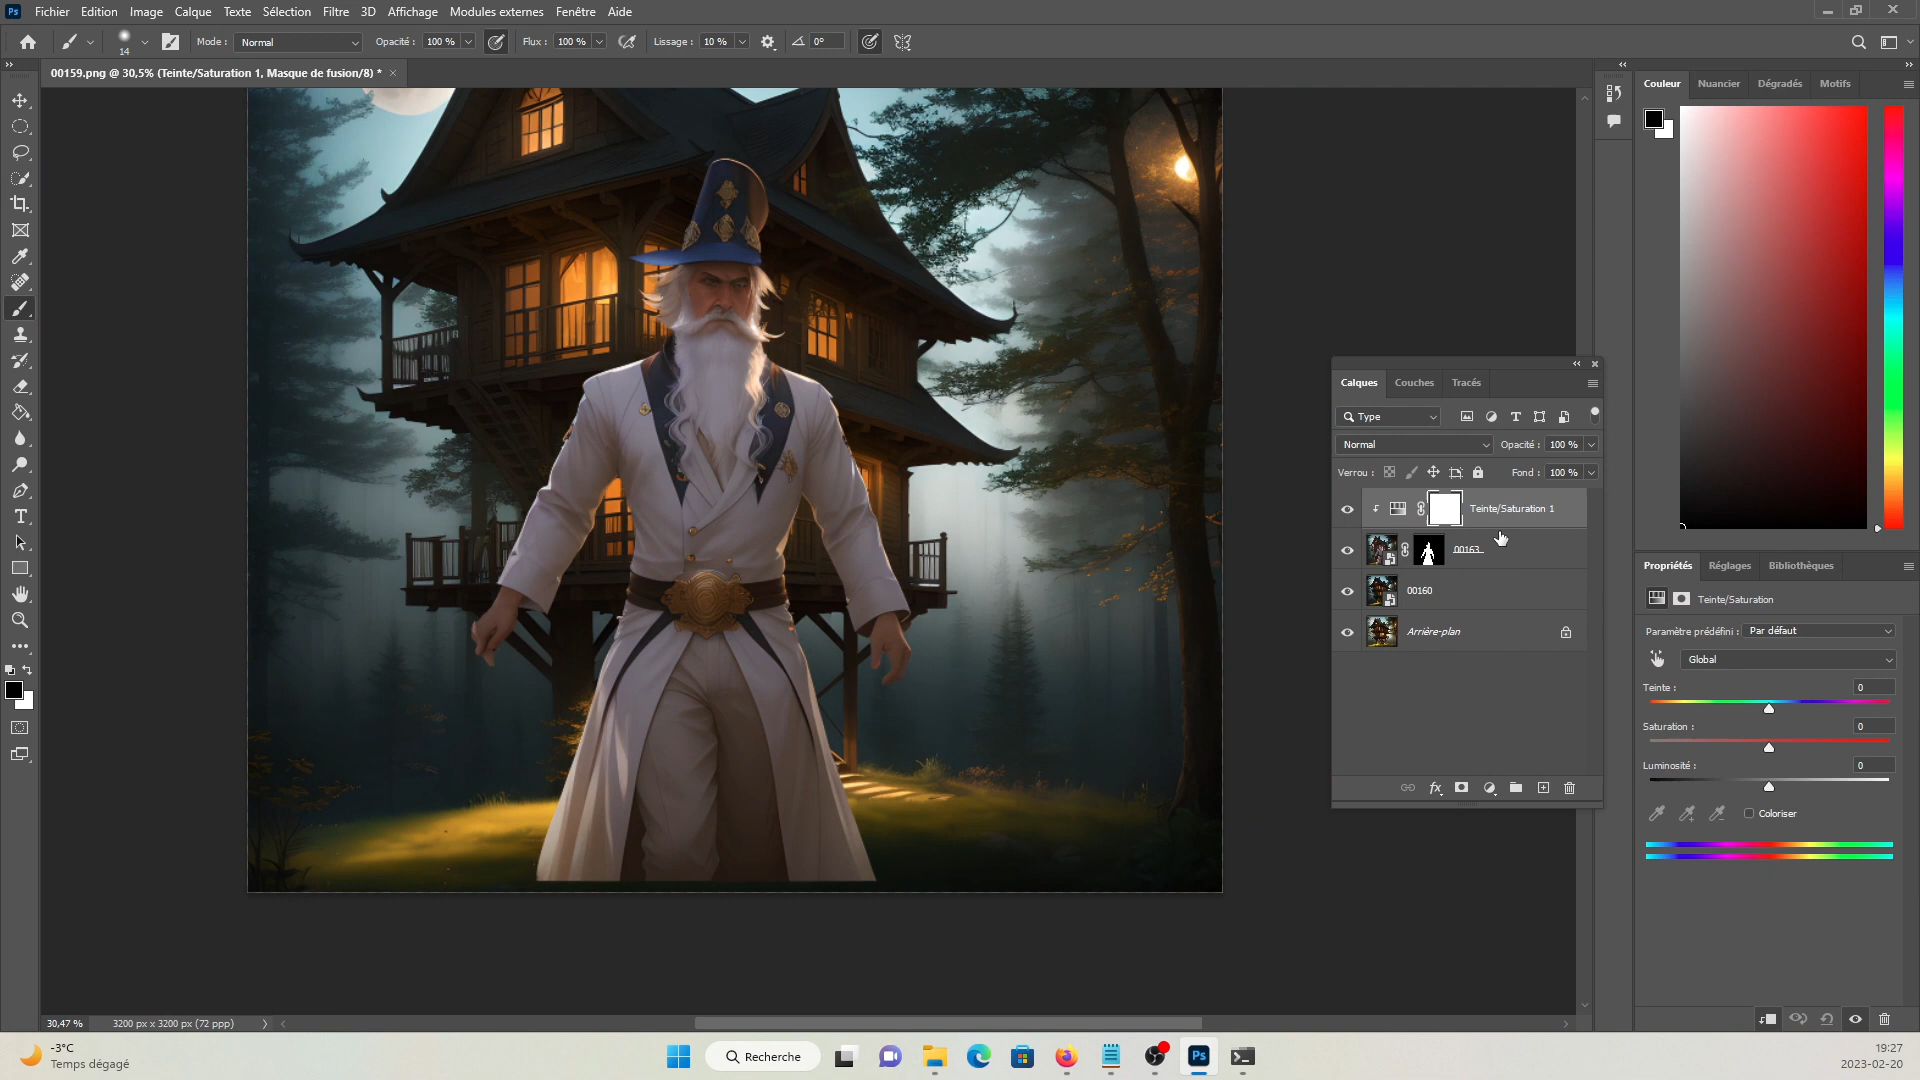 Ps Fichier Edition Image Calque Texte Sélection Filtre 3D Affichage Modules externes Fenêtre Aide
14 Mode : Normal Opacité : 100 % Flux : 100 % Lissage : 10 % 0°
00159.png @ 30,5% (Teinte/Saturation 1, Masque de fusion/8) *
Couleur Nuancier Dégradés Motifs
Calques Couches Tracés
Type
Normal Opacité : 100 %
Verrou : Fond : 100 %
Teinte/Saturation 1
00163
00160
Arrière-plan
Propriétés Réglages Bibliothèques
Teinte/Saturation
Paramètre prédéfini : Par défaut
Global
Teinte : 0
Saturation : 0
Luminosité : 0
Coloriser
30,47 % 3200 px x 3200 px (72 ppp)
-3°C
Temps dégagé
Recherche
Ps
19:27
2023-02-20